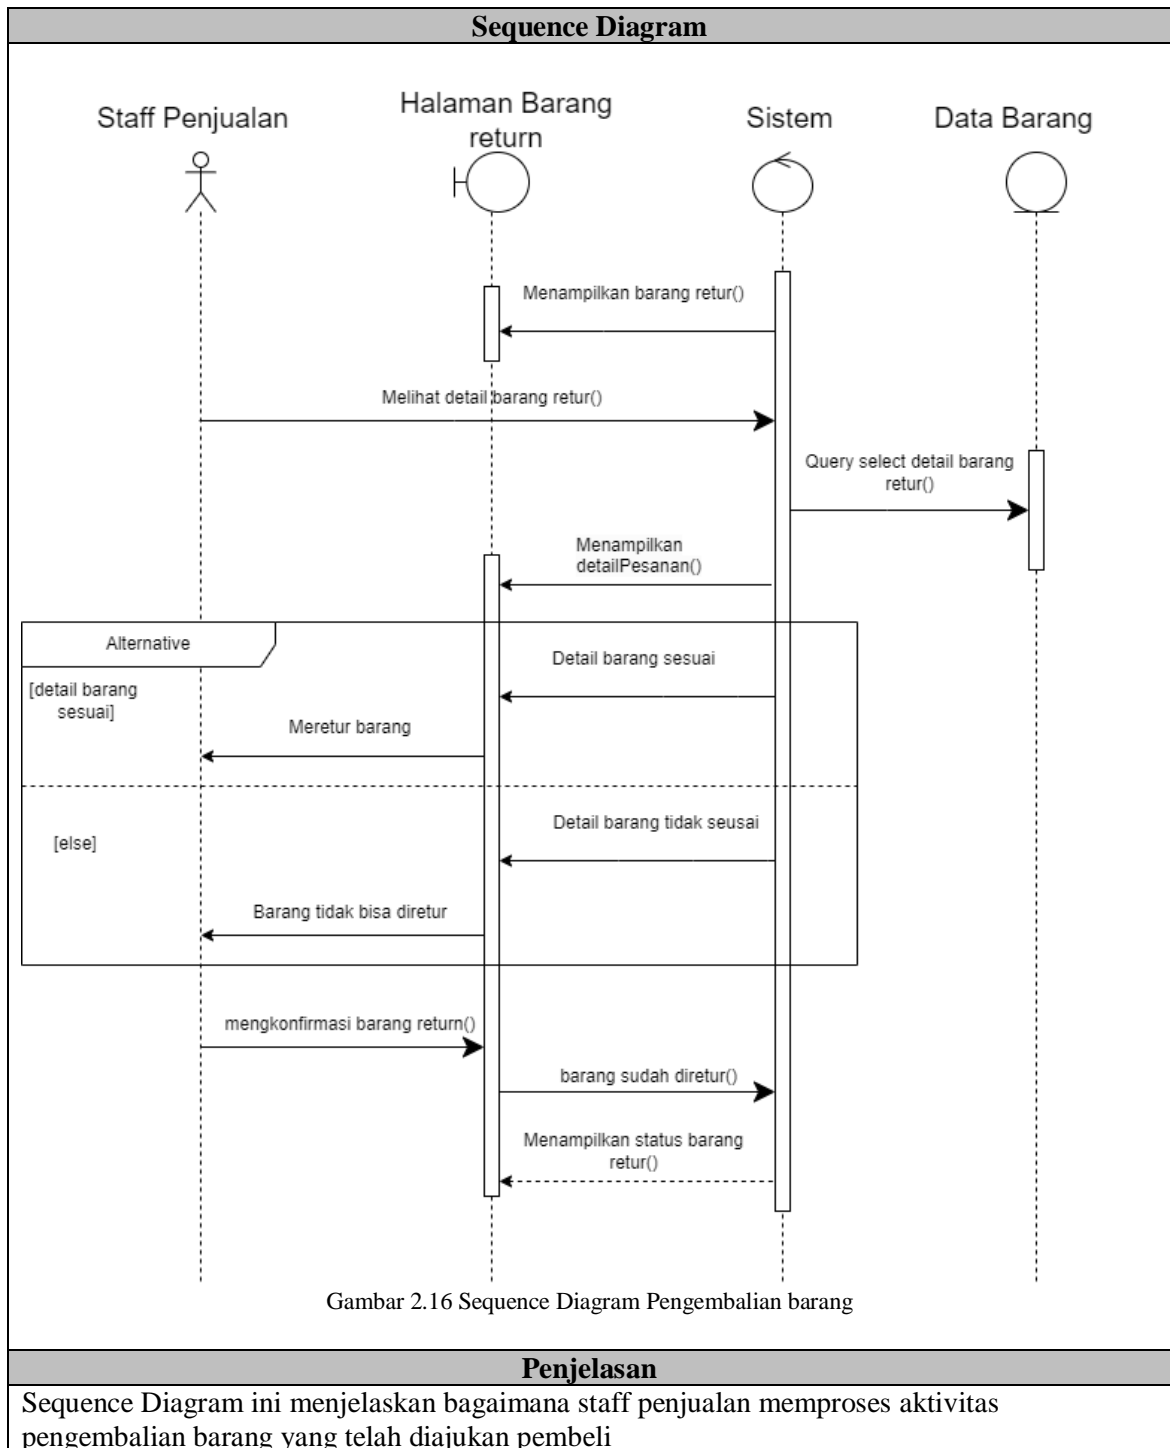 Sequence Diagram
Staff Penjualan
Halaman Barang
return
Sistem
Data Barang
Menampilkan barang retur()
Melihat detail barang retur()
Query select detail barang
retur()
Menampilkan
detailPesanan()
Alternative
Detail barang sesuai
[detail barang
sesuai]
Meretur barang
Detail barang tidak seusai
[else]
Barang tidak bisa diretur
mengkonfirmasi barang return()
barang sudah diretur()
Menampilkan status barang
retur()
Gambar 2.16 Sequence Diagram Pengembalian barang
Penjelasan
Sequence Diagram ini menjelaskan bagaimana staff penjualan memproses aktivitas
pengembalian barang yang telah diajukan pembeli